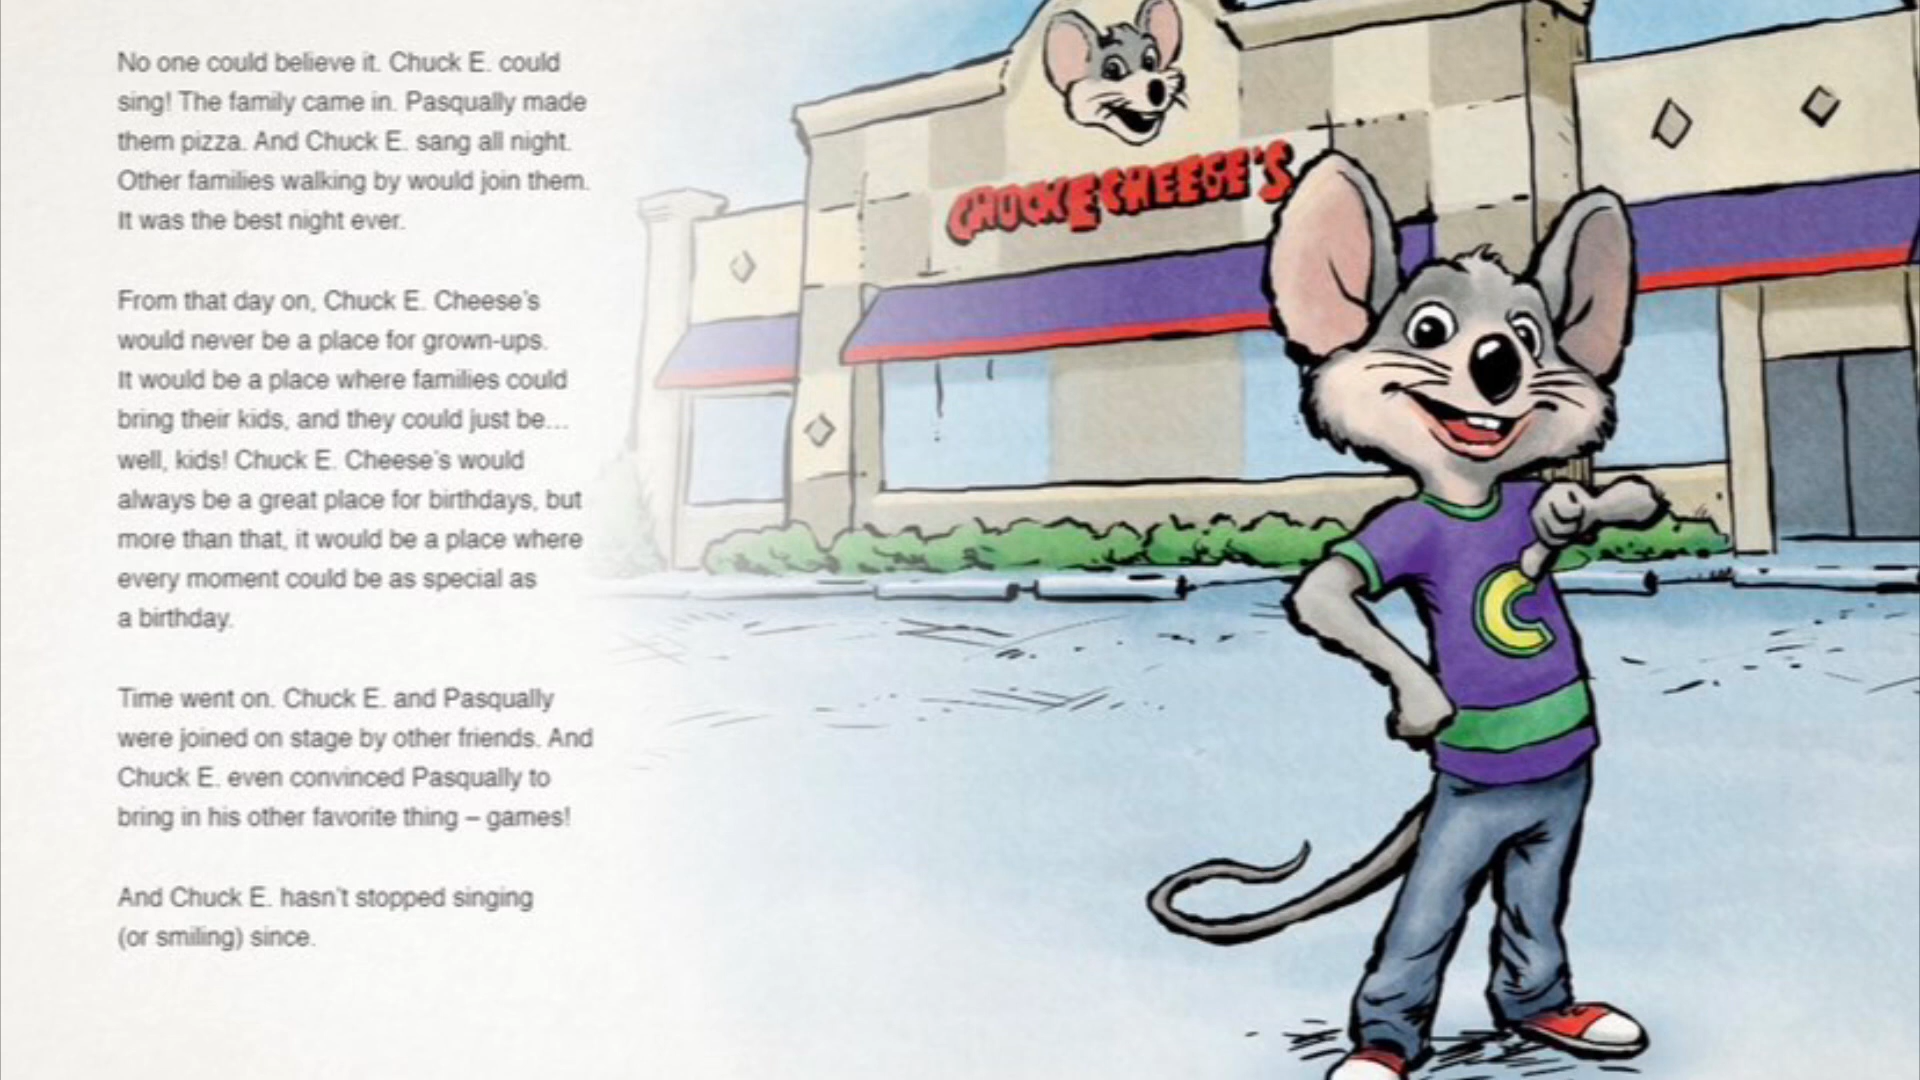 No one could believe it. Chuck E. could
sing! The family came in. Pasqually made
them pizza. And Chuck E. sang all night.
Other families walking by would join them.
It was the best night ever.
From that day on, Chuck E. Cheese's
would never be a place for grown-ups.
It would be a place where families could
bring their kids, and they could just be...
well, kids! Chuck E. Cheese's would
always be a great place for birthdays, but
more than that, it would be a place where
every moment could be as special as
a birthday.
Time went on. Chuck E. and Pasqually
were joined on stage by other friends. And
Chuck E. even convinced Pasqually to
bring in his other favorite thing – games!
And Chuck E. hasn't stopped singing
(or smiling) since.
CHUCK E CHEESE'S
C